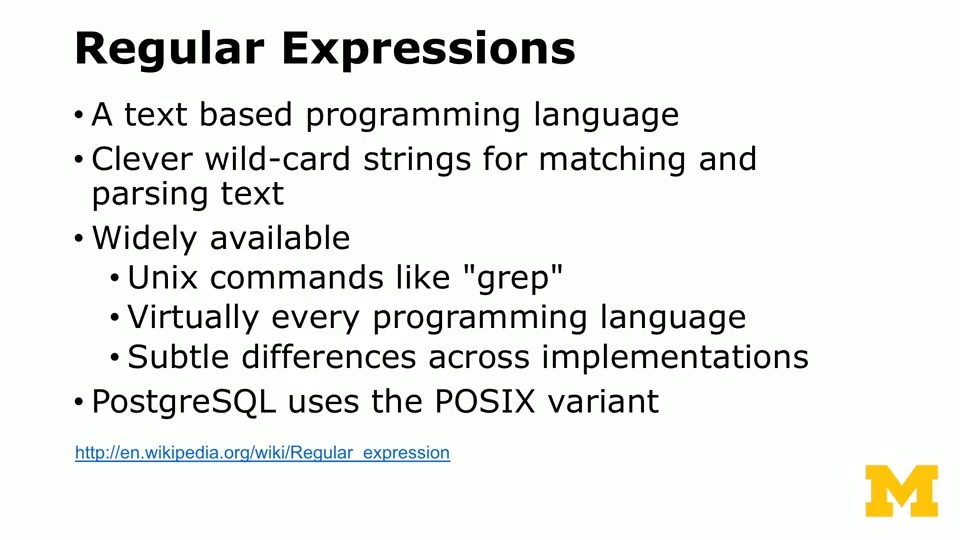 Regular Expressions
• A text based programming language
• Clever wild-card strings for matching and
parsing text
• Widely available
• Unix commands like "grep"
• Virtually every programming language
• Subtle differences across implementations
• PostgreSQL uses the POSIX variant
http://en.wikipedia.org/wiki/Regular_expression
M